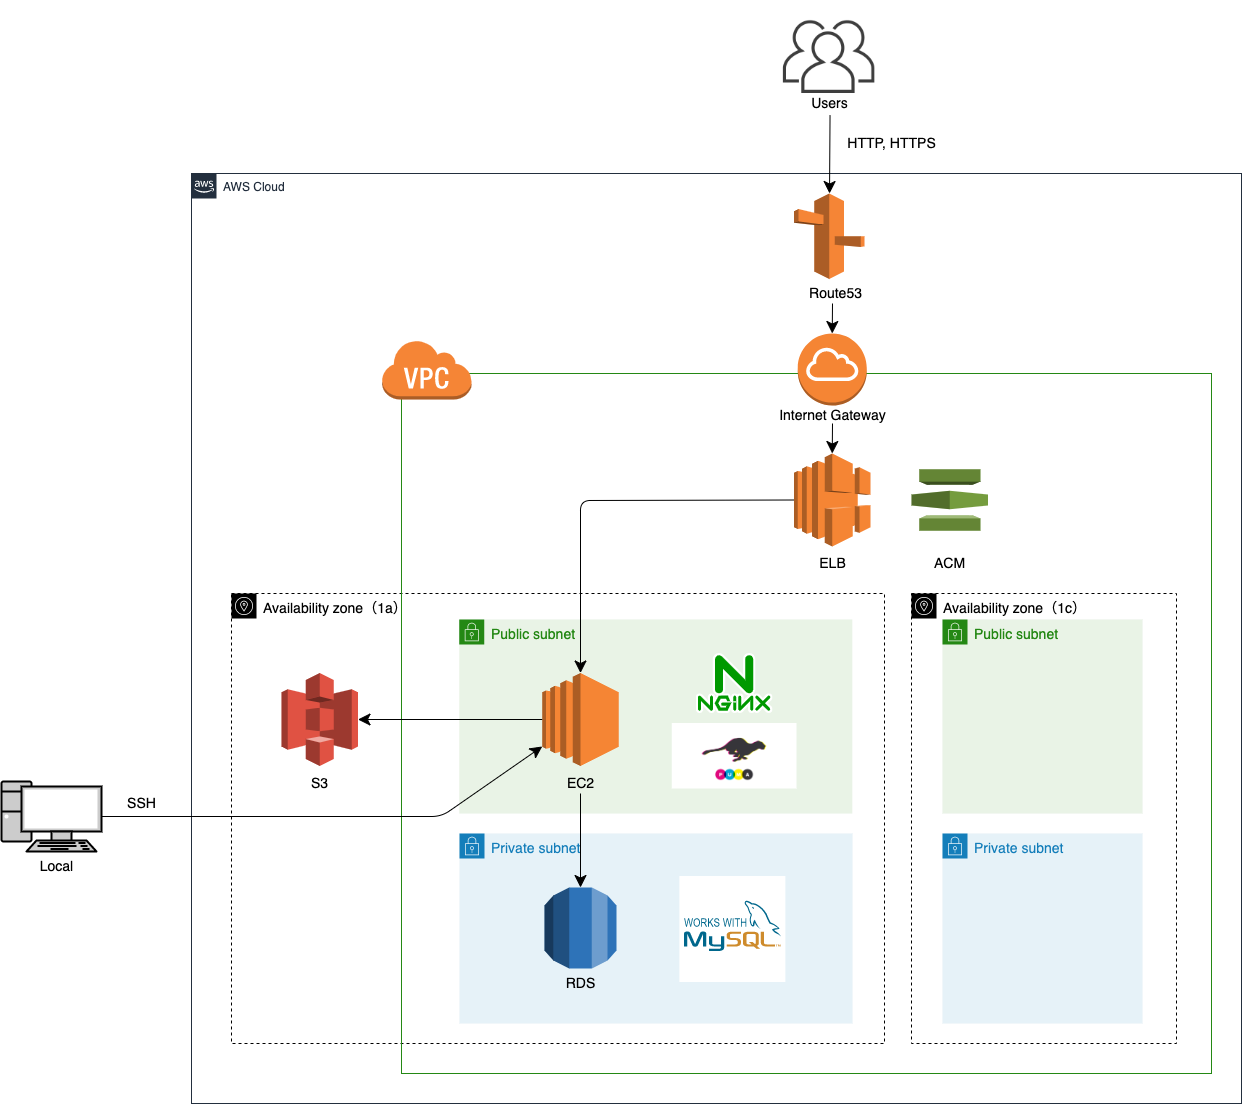 Users
HTTP, HTTPS
aws
AWS Cloud
Route53
VPC
Internet Gateway
ELB
ACM
Availability zone（1a）
Availability zone（1c）
Public subnet
Public subnet
NGiNX
PUMA
S3
EC2
SSH
Local
Private subnet
Private subnet
WORKS WITH
MySQL
RDS